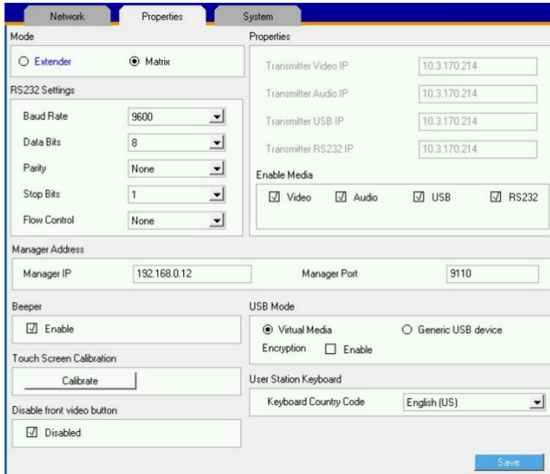 Network Properties System
Mode
Extender Matrix
RS232 Settings
Baud Rate 9600
Data Bits 8
Parity None
Stop Bits 1
Flow Control None
Properties
Transmitter Video IP 10.3.170.214
Transmitter Audio IP 10.3.170.214
Transmitter USB IP 10.3.170.214
Transmitter RS232 IP 10.3.170.214
Enable Media
Video Audio USB RS232
Manager Address
Manager IP 192.168.0.12 Manager Port 9110
Beeper
Enable
Touch Screen Calibration
Calibrate
Disable front video button
Disabled
USB Mode
Virtual Media Generic USB device
Encryption Enable
User Station Keyboard
Keyboard Country Code English (US)
Save